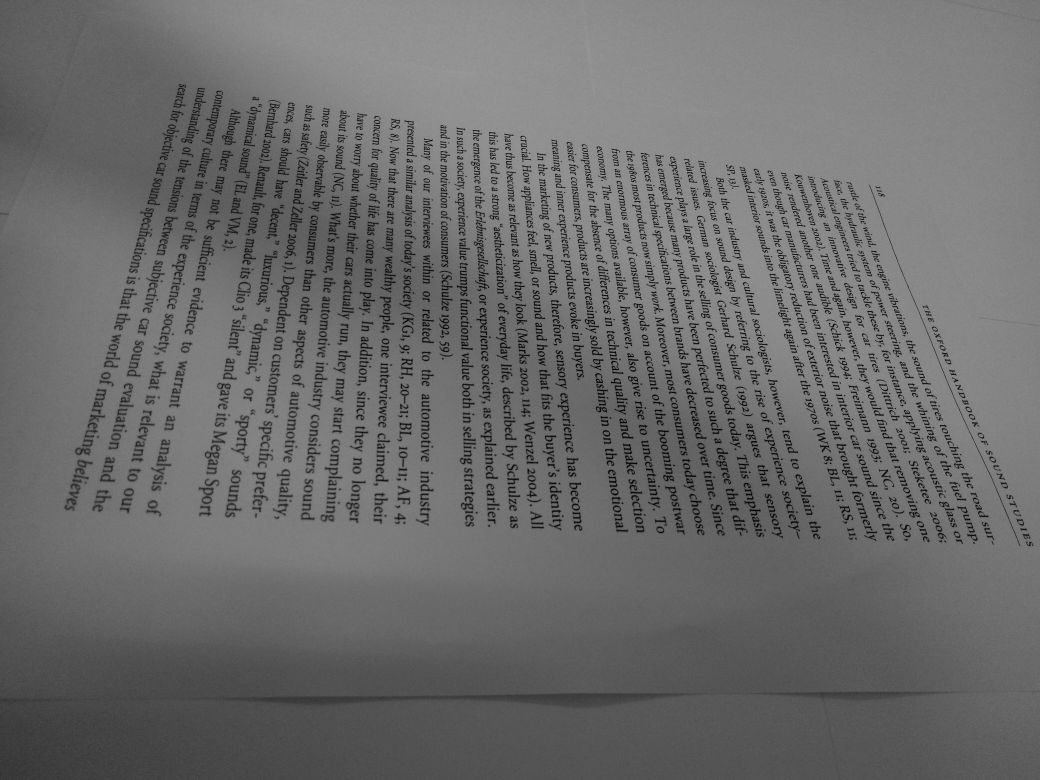 118
THE OXFORD HANDBOOK OF SOUND STUDIES
rustle of the wind, the engine vibrations, the sound of tires touching the road sur-
face, the hydraulic sounds of power steering, and the whining of the fuel pump.
Acoustical engineers tried to tackle these by, for instance, applying acoustic glass or
introducing an innovative design for car tires (Dittrich 2001; Steketee 2006;
Kouwenhoven 2002). Time and again, however, they would find that removing one
noise rendered another one audible (Schick 1994; Freimann 1993; NG, 20). So,
even though car manufacturers had been interested in interior car sound since the
early 1920s, it was the obligatory reduction of exterior noise that brought formerly
masked interior sounds into the limelight again after the 1970s (WK 8; BL, 11; RS, 11;
SP, 13).
Both the car industry and cultural sociologists, however, tend to explain the
increasing focus on sound design by referring to the rise of experience society–
related issues. German sociologist Gerhard Schulze (1992) argues that sensory
experience plays a large role in the selling of consumer goods today. This emphasis
has emerged because many products have been perfected to such a degree that dif-
ferences in technical specifications between brands have decreased over time. Since
the 1980s most products now simply work. Moreover, most consumers today choose
from an enormous array of consumer goods on account of the booming postwar
economy. The many options available, however, also give rise to uncertainty. To
compensate for the absence of differences in technical quality and make selection
easier for consumers, products are increasingly sold by cashing in on the emotional
meaning and inner experience products evoke in buyers.
In the marketing of new products, therefore, sensory experience has become
crucial. How appliances feel, smell, or sound and how that fits the buyer's identity
have thus become as relevant as how they look (Marks 2002, 114; Wenzel 2004). All
this has led to a strong “aestheticization” of everyday life, described by Schulze as
the emergence of the Erlebnisgesellschaft, or experience society, as explained earlier.
In such a society, experience value trumps functional value both in selling strategies
and in the motivation of consumers (Schulze 1992, 59).
Many of our interviewees within or related to the automotive industry
presented a similar analysis of today's society (KG1, 9; RH, 20–21; BL, 10–11; AF, 4;
RS, 8). Now that there are many wealthy people, one interviewee claimed, their
concern for quality of life has come into play. In addition, since they no longer
have to worry about whether their cars actually run, they may start complaining
about its sound (NG, 11). What's more, the automotive industry considers sound
more easily observable by consumers than other aspects of automotive quality,
such as safety (Zeitler and Zeller 2006, 1). Dependent on customers' specific prefer-
ences, cars should have “decent,” “luxurious,” “dynamic,” or “sporty” sounds
(Bernhard 2002). Renault, for one, made its Clio 3 “silent” and gave its Megan Sport
a “dynamical sound” (EL and VM, 2).
Although there may not be sufficient evidence to warrant an analysis of
contemporary culture in terms of the experience society, what is relevant to our
understanding of the tensions between subjective car sound evaluation and the
search for objective car sound specifications is that the world of marketing believes